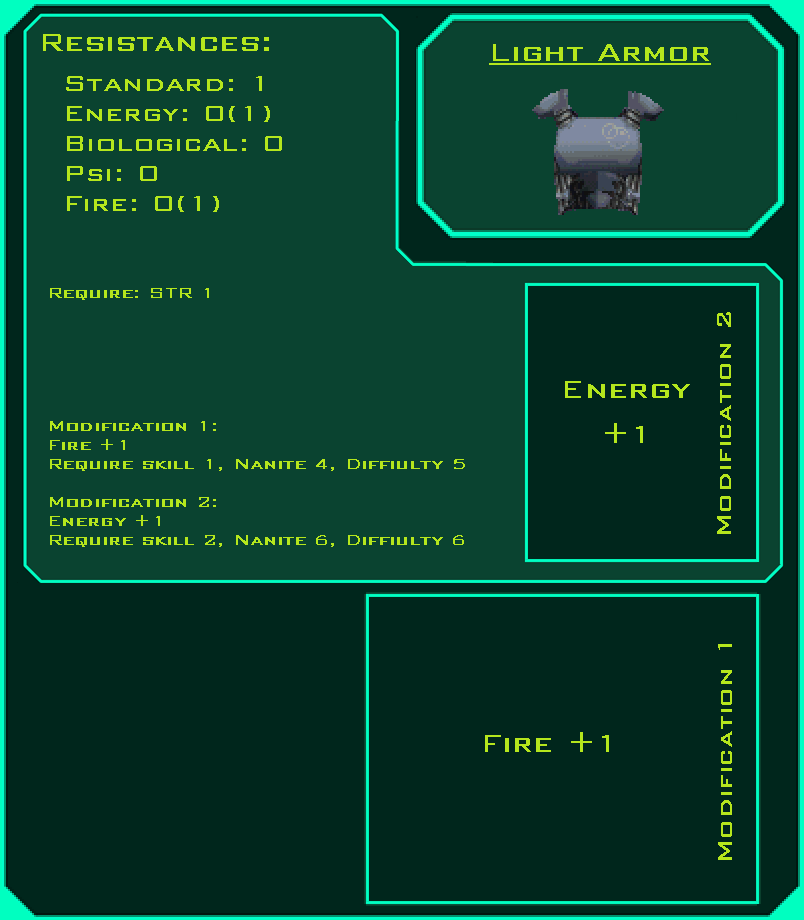 Resistances:
Standard: 1
Energy: 0(1)
Biological: 0
Psi: 0
Fire: 0(1)
Light Armor
Require: STR 1
Modification 1:
Fire +1
Require skill 1, Nanite 4, Diffiulty 5
Modification 2:
Energy +1
Require skill 2, Nanite 6, Diffiulty 6
Energy
+1
Modification 2
Fire +1
Modification 1